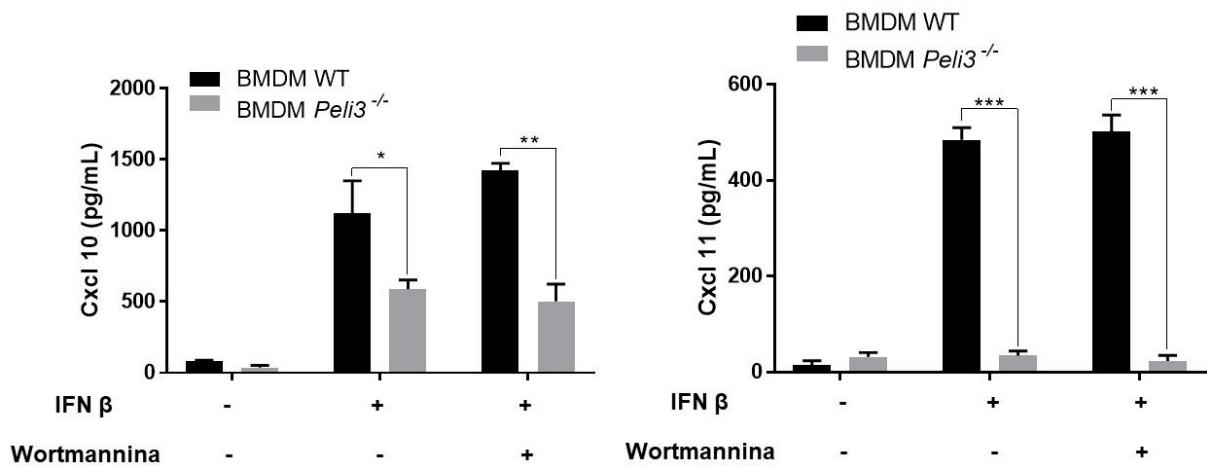 BMDM WT
BMDM Peli3 -/-
Cxcl 10 (pg/mL)
2000
1500
1000
500
0
*
**
IFN β - + +
Wortmannina - - +
BMDM WT
BMDM Peli3 -/-
Cxcl 11 (pg/mL)
600
400
200
0
***
***
IFN β - + +
Wortmannina - - +